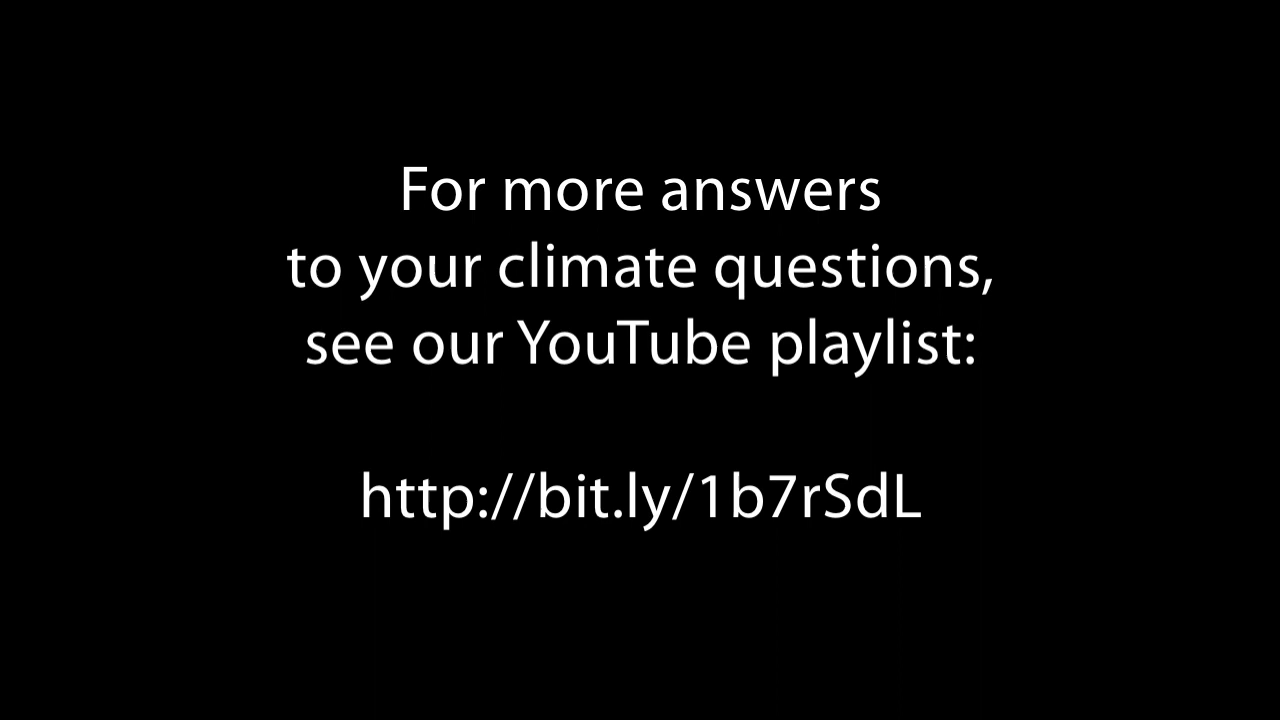 For more answers
to your climate questions,
see our YouTube playlist:
http://bit.ly/1b7rSdL